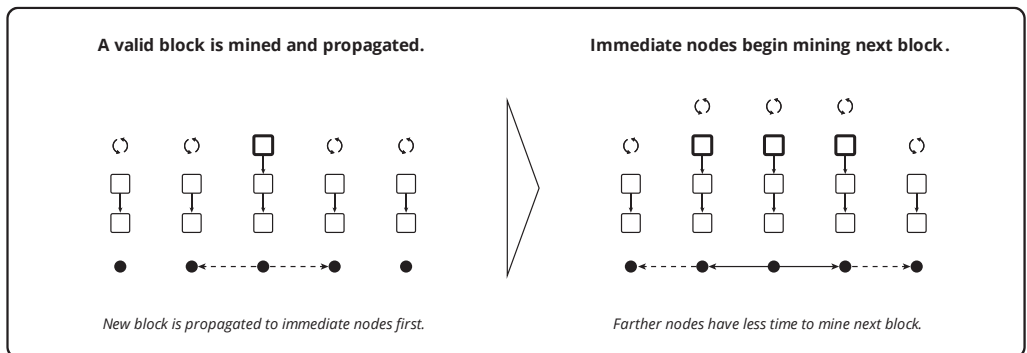 A valid block is mined and propagated.
Immediate nodes begin mining next block.
New block is propagated to immediate nodes first.
Farther nodes have less time to mine next block.